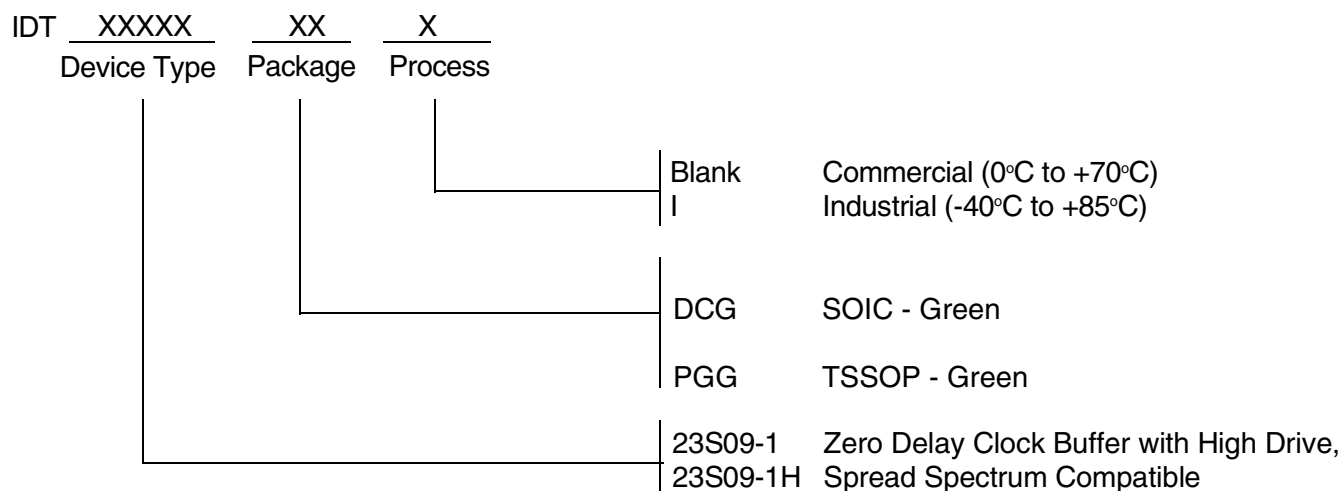 IDT XXXXX XX X
Device Type Package Process
Blank Commercial (0°C to +70°C)
I Industrial (-40°C to +85°C)
DCG SOIC - Green
PGG TSSOP - Green
23S09-1 Zero Delay Clock Buffer with High Drive,
23S09-1H Spread Spectrum Compatible